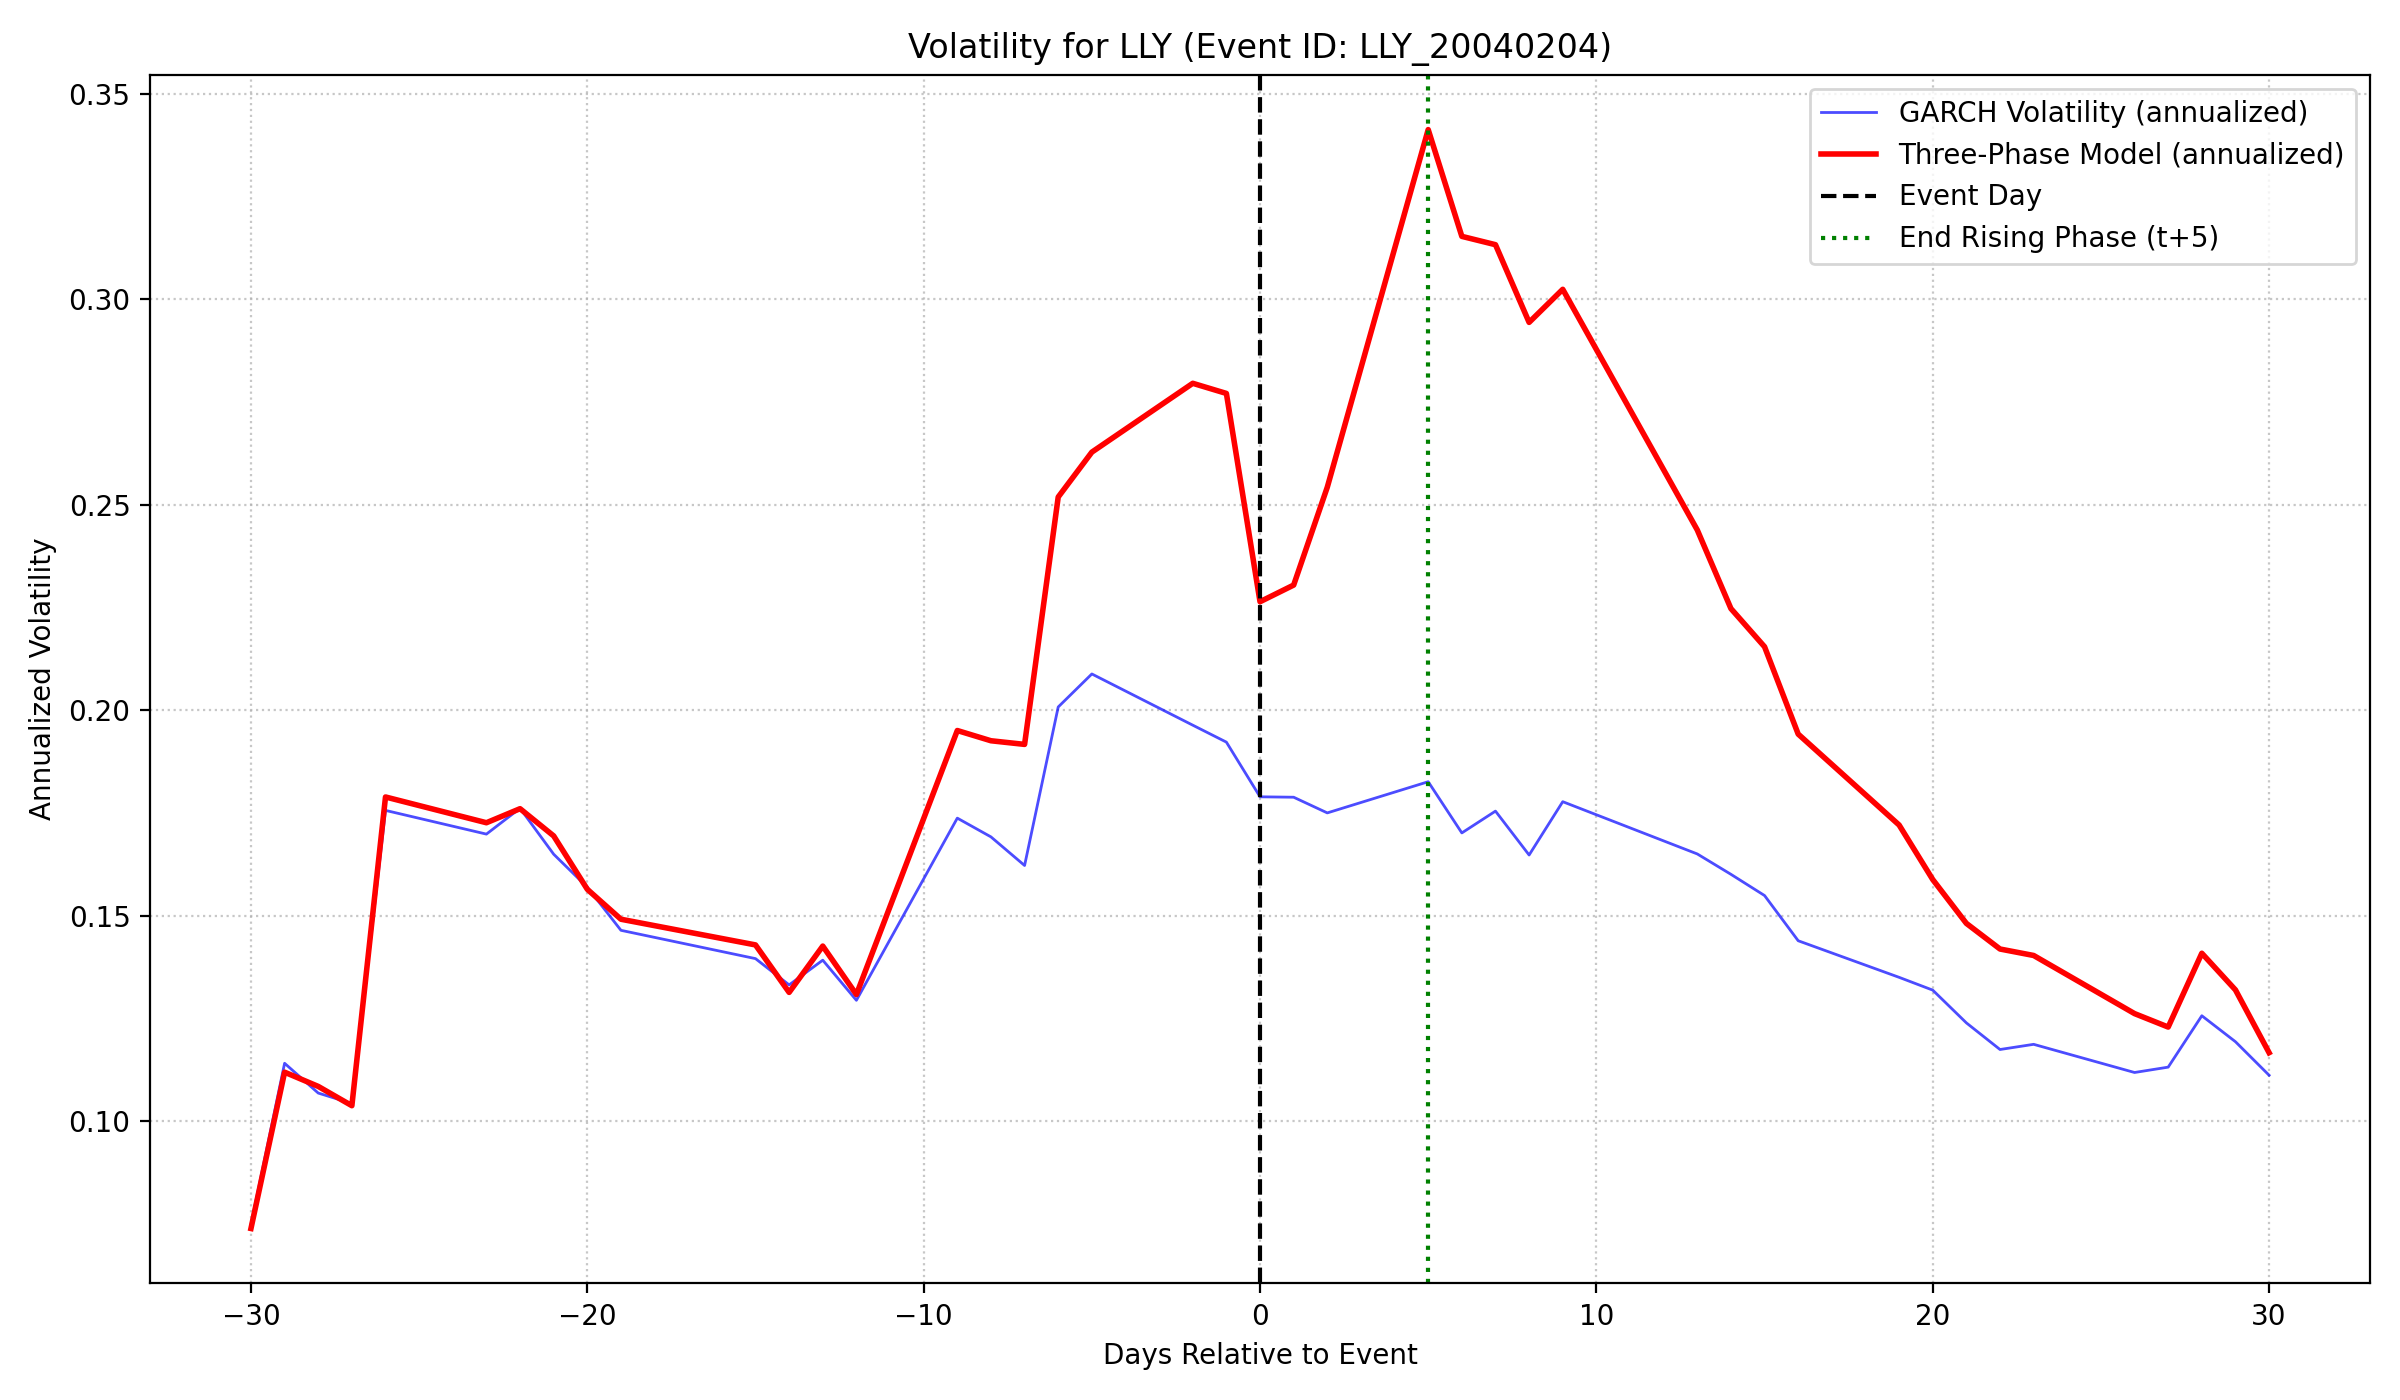 Volatility for LLY (Event ID: LLY_20040204)
GARCH Volatility (annualized)
Three-Phase Model (annualized)
Event Day
End Rising Phase (t+5)
Annualized Volatility
0.35
0.30
0.25
0.20
0.15
0.10
−30
−20
−10
0
10
20
30
Days Relative to Event